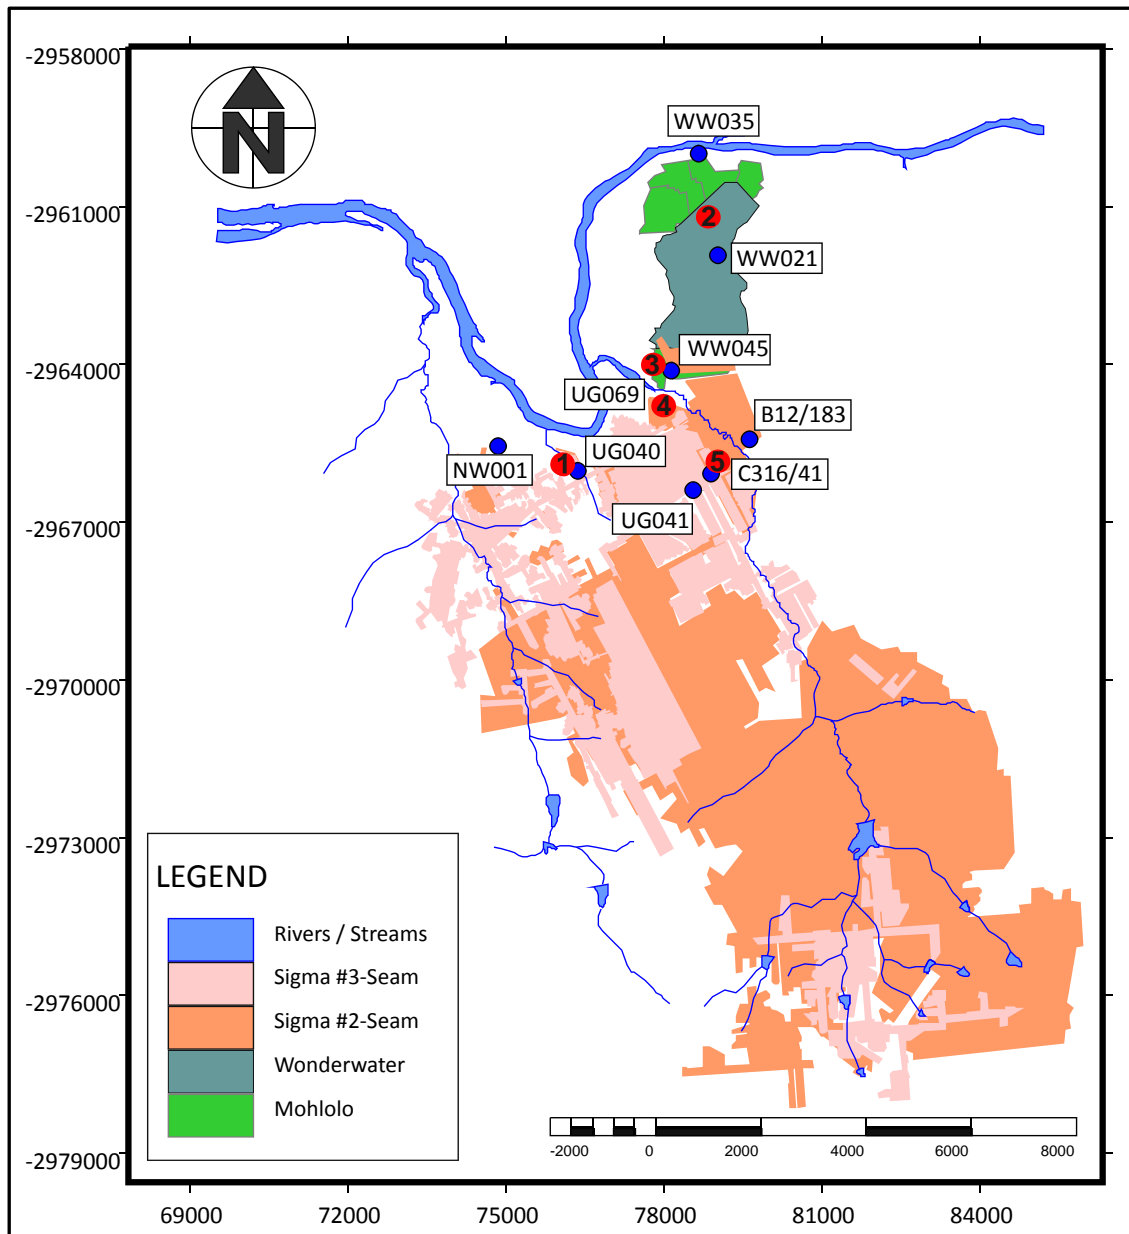 -2958000
-2961000
-2964000
-2967000
-2970000
-2973000
-2976000
-2979000
N
WW035
2
WW021
WW045
3
UG069
4
B12/183
UG040
1
5
NW001
C316/41
UG041
LEGEND
Rivers / Streams
Sigma #3-Seam
Sigma #2-Seam
Wonderwater
Mohlolo
-2000 0 2000 4000 6000 8000
69000 72000 75000 78000 81000 84000